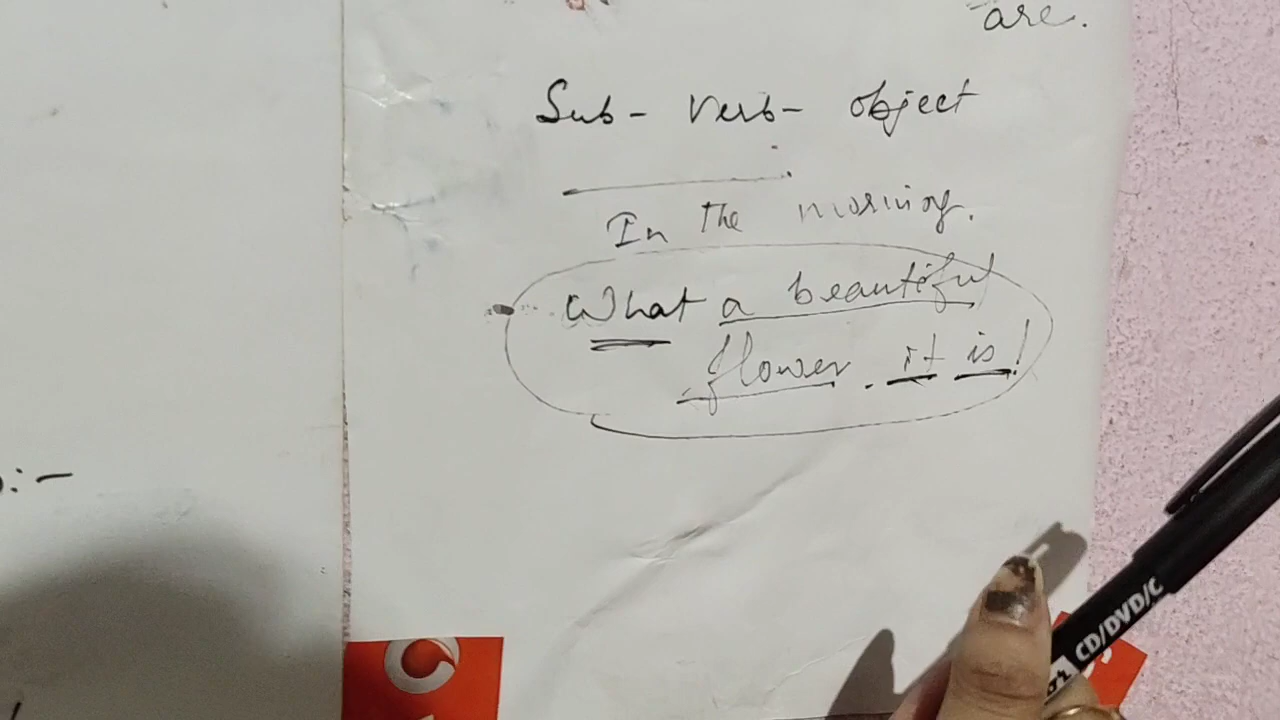 are.
Sub- Verb- object
In the morning.
What a beautiful
flower it is!
:-
CD/DVD/C